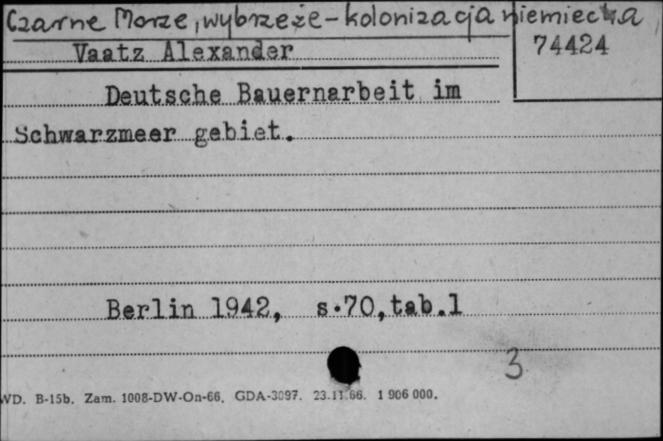 Czarne Morze, wybrzeże – kolonizacja niemiecka
Vaatz Alexander
74424
Deutsche Bauernarbeit im
Schwarzmeer gebiet.
Berlin 1942, s.70, tab.1
3
WD. B-15b. Zam. 1008-DW-On-66. GDA-3097. 23.11.66. 1 906 000.